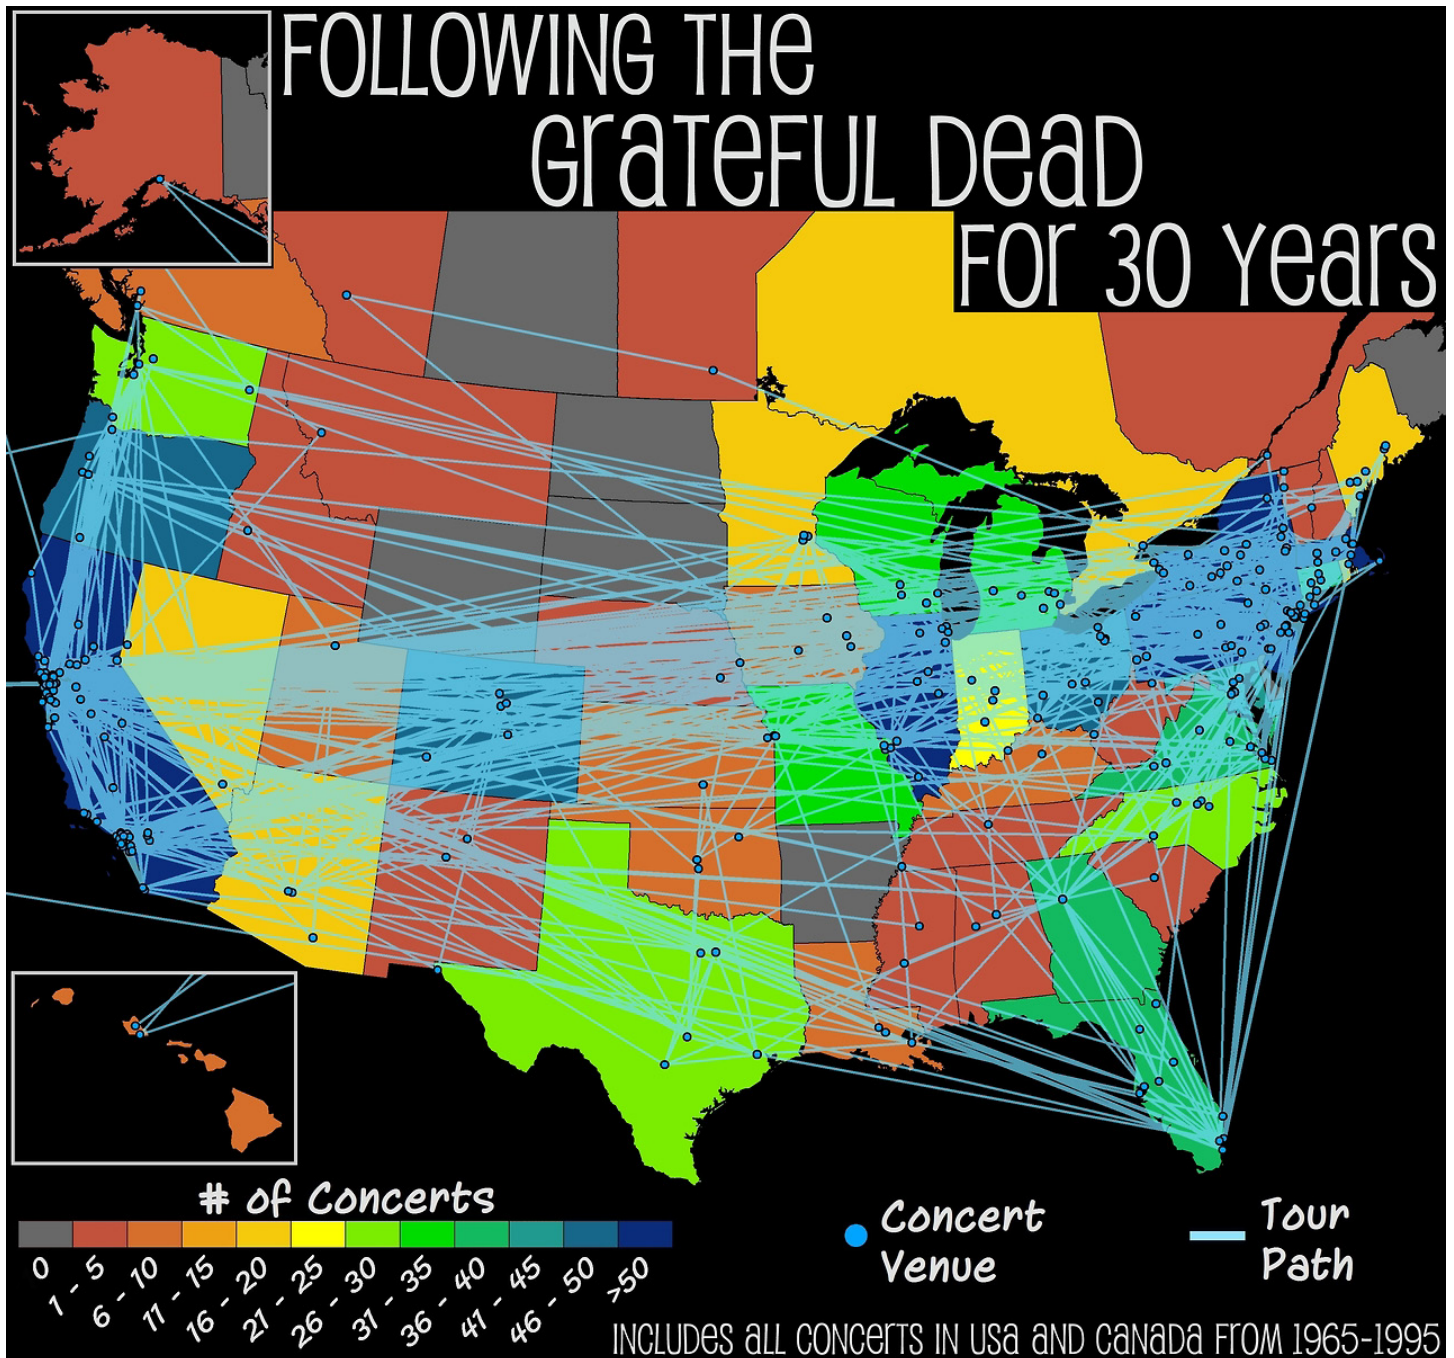 FOLLOWING THE
GRATEFUL DEAD
FOR 30 YEARS
# of Concerts
0
1 - 5
6 - 10
11 - 15
16 - 20
21 - 25
26 - 30
31 - 35
36 - 40
41 - 45
46 - 50
>50
Concert
Venue
Tour
Path
INCLUDES ALL CONCERTS IN USA AND CANADA FROM 1965-1995